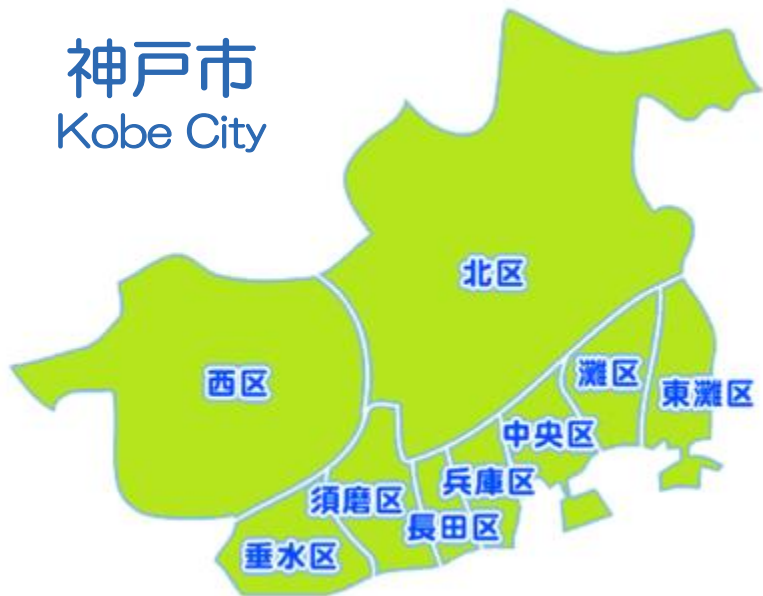 神戸市
Kobe City
北区
西区
灘区
東灘区
中央区
兵庫区
須磨区
長田区
垂水区